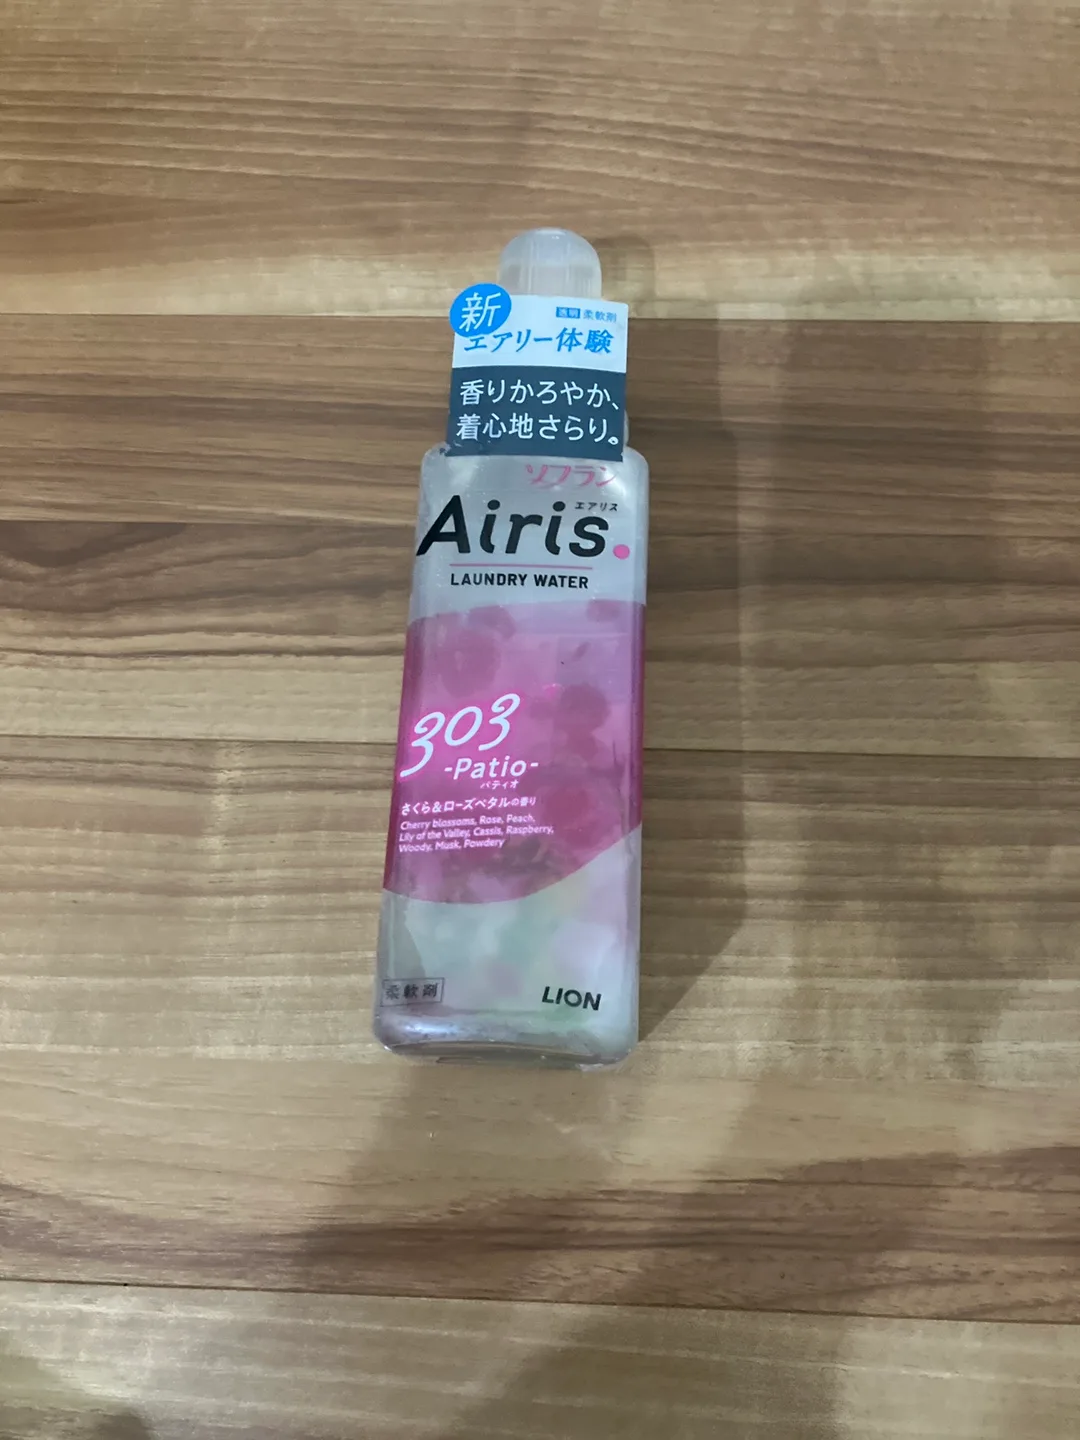 新
透明 柔軟剤
エアリー体験
香りかろやか、
着心地さらり。
ソフラン
エアリス
Airis.
LAUNDRY WATER
303
-Patio-
パティオ
さくら&ローズペタルの香り
Cherry blossoms, Rose, Peach,
Lily of the Valley, Cassis, Raspberry,
Woody, Musk, Powdery
柔軟剤
LION